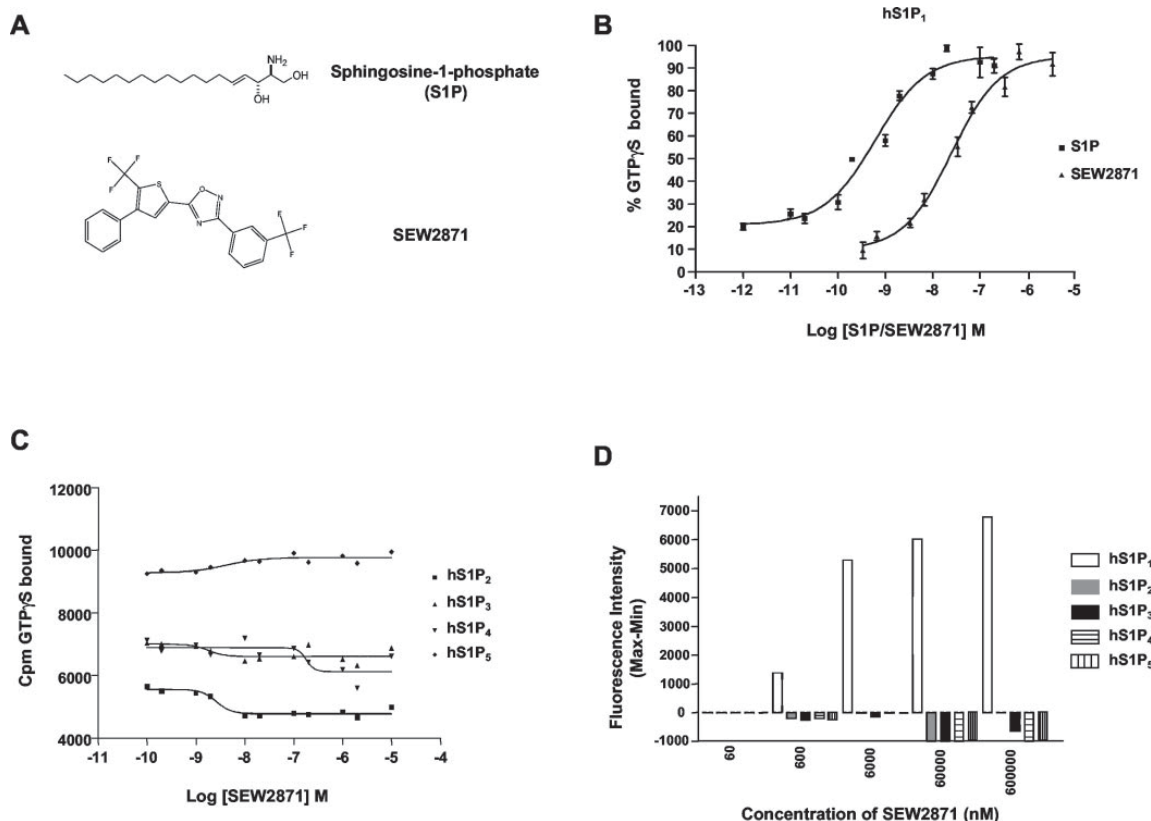 A
NH2
OH
OH
Sphingosine-1-phosphate
(S1P)
F
F
F
S
O
N
N
F
F
F
SEW2871
B
hS1P1
% GTPγS bound
100
90
80
70
60
50
40
30
20
10
0
-13 -12 -11 -10 -9 -8 -7 -6 -5
Log [S1P/SEW2871] M
S1P
SEW2871
C
Cpm GTPγS bound
12000
10000
8000
6000
4000
-11 -10 -9 -8 -7 -6 -5 -4
Log [SEW2871] M
hS1P2
hS1P3
hS1P4
hS1P5
D
Fluorescence Intensity
(Max-Min)
7000
6000
5000
4000
3000
2000
1000
0
-1000
60 600 6000 60000 600000
Concentration of SEW2871 (nM)
hS1P1
hS1P2
hS1P3
hS1P4
hS1P5